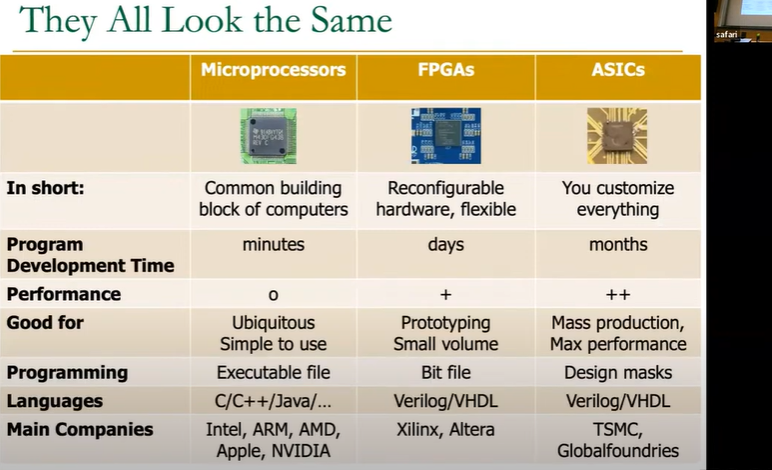 They All Look the Same
safari
Microprocessors FPGAs ASICs
In short: Common building Reconfigurable You customize
block of computers hardware, flexible everything
Program minutes days months
Development Time
Performance o + ++
Good for Ubiquitous Prototyping Mass production,
Simple to use Small volume Max performance
Programming Executable file Bit file Design masks
Languages C/C++/Java/... Verilog/VHDL Verilog/VHDL
Main Companies Intel, ARM, AMD, Xilinx, Altera TSMC,
Apple, NVIDIA Globalfoundries